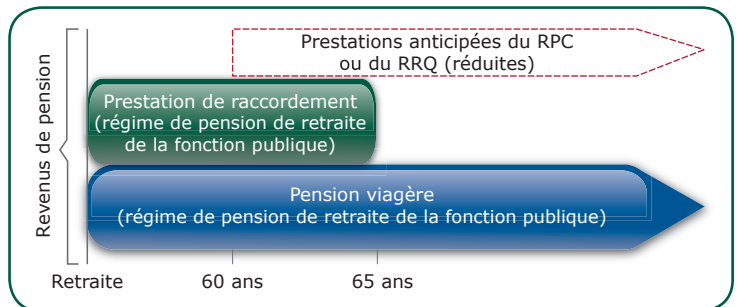 Prestations anticipées du RPC
ou du RRQ (réduites)
Prestation de raccordement
(régime de pension de retraite
de la fonction publique)
Pension viagère
(régime de pension de retraite de la fonction publique)
Revenus de pension
Retraite
60 ans
65 ans